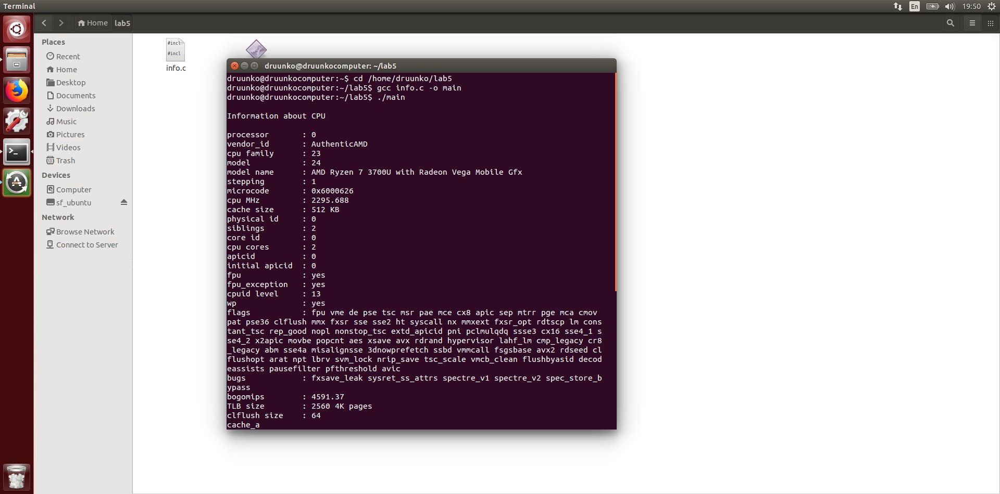 Terminal
En
19:50
Home
lab5
Places
Recent
Home
Desktop
Documents
Downloads
Music
Pictures
Videos
Trash
Devices
Computer
sf_ubuntu
Network
Browse Network
Connect to Server
#incl
#incl
info.c
druunko@druunkocomputer: ~/lab5
druunko@druunkocomputer:~$ cd /home/druunko/lab5
druunko@druunkocomputer:~/lab5$ gcc info.c -o main
druunko@druunkocomputer:~/lab5$ ./main
Information about CPU
processor : 0
vendor_id : AuthenticAMD
cpu family : 23
model : 24
model name : AMD Ryzen 7 3700U with Radeon Vega Mobile Gfx
stepping : 1
microcode : 0x6000626
cpu MHz : 2295.688
cache size : 512 KB
physical id : 0
siblings : 2
core id : 0
cpu cores : 2
apicid : 0
initial apicid : 0
fpu : yes
fpu_exception : yes
cpuid level : 13
wp : yes
flags : fpu vme de pse tsc msr pae mce cx8 apic sep mtrr pge mca cmov
pat pse36 clflush mmx fxsr sse sse2 ht syscall nx mmxext fxsr_opt rdtscp lm cons
tant_tsc rep_good nopl nonstop_tsc extd_apicid pni pclmulqdq ssse3 cx16 sse4_1 s
se4_2 x2apic movbe popcnt aes xsave avx rdrand hypervisor lahf_lm cmp_legacy cr8
_legacy abm sse4a misalignsse 3dnowprefetch ssbd vmmcall fsgsbase avx2 rdseed cl
flushopt arat npt lbrv svm_lock nrip_save tsc_scale vmcb_clean flushbyasid decod
eassists pausefilter pfthreshold avic
bugs : fxsave_leak sysret_ss_attrs spectre_v1 spectre_v2 spec_store_b
ypass
bogomips : 4591.37
TLB size : 2560 4K pages
clflush size : 64
cache_a